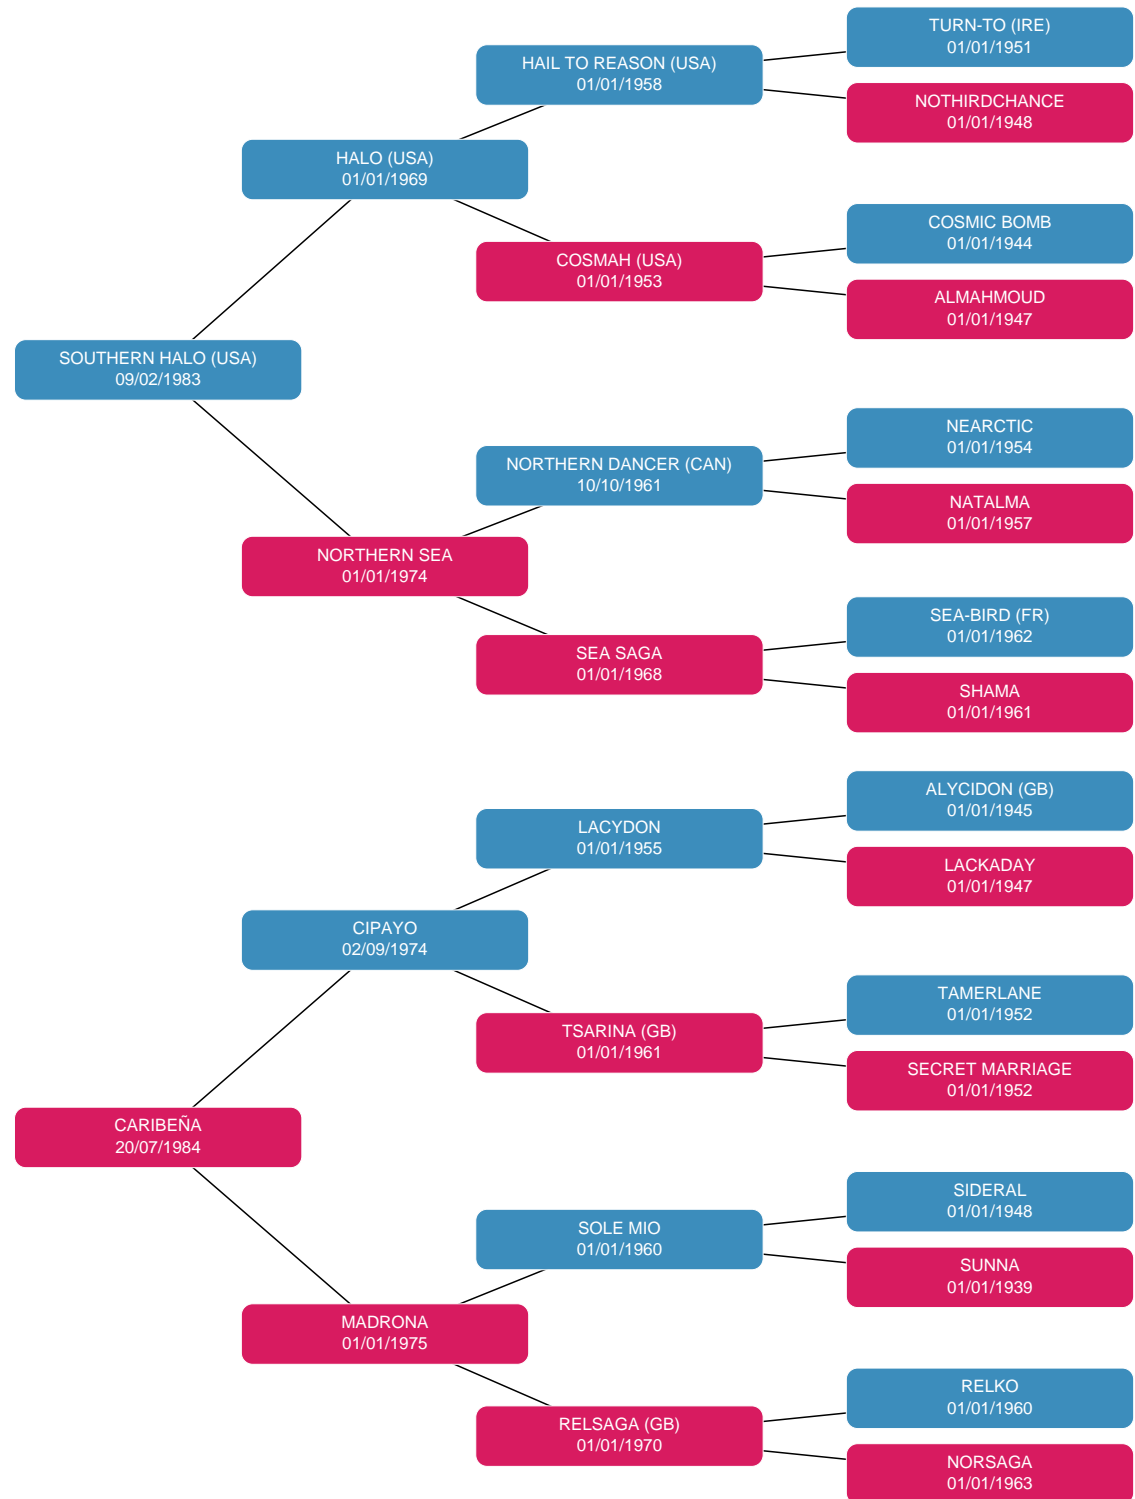 TURN-TO (IRE)
01/01/1951
HAIL TO REASON (USA)
01/01/1958
NOTHIRDCHANCE
01/01/1948
HALO (USA)
01/01/1969
COSMIC BOMB
01/01/1944
COSMAH (USA)
01/01/1953
ALMAHMOUD
01/01/1947
SOUTHERN HALO (USA)
09/02/1983
NEARCTIC
01/01/1954
NORTHERN DANCER (CAN)
10/10/1961
NATALMA
01/01/1957
NORTHERN SEA
01/01/1974
SEA-BIRD (FR)
01/01/1962
SEA SAGA
01/01/1968
SHAMA
01/01/1961
ALYCIDON (GB)
01/01/1945
LACYDON
01/01/1955
LACKADAY
01/01/1947
CIPAYO
02/09/1974
TAMERLANE
01/01/1952
TSARINA (GB)
01/01/1961
SECRET MARRIAGE
01/01/1952
CARIBEÑA
20/07/1984
SIDERAL
01/01/1948
SOLE MIO
01/01/1960
SUNNA
01/01/1939
MADRONA
01/01/1975
RELKO
01/01/1960
RELSAGA (GB)
01/01/1970
NORSAGA
01/01/1963